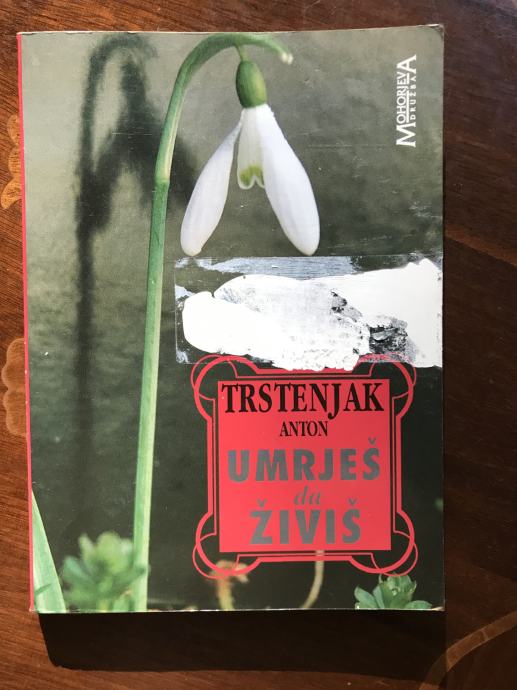 MOHORJEVA
DRUŽBA
TRSTENJAK
ANTON
UMRJEŠ
da
ŽIVIŠ